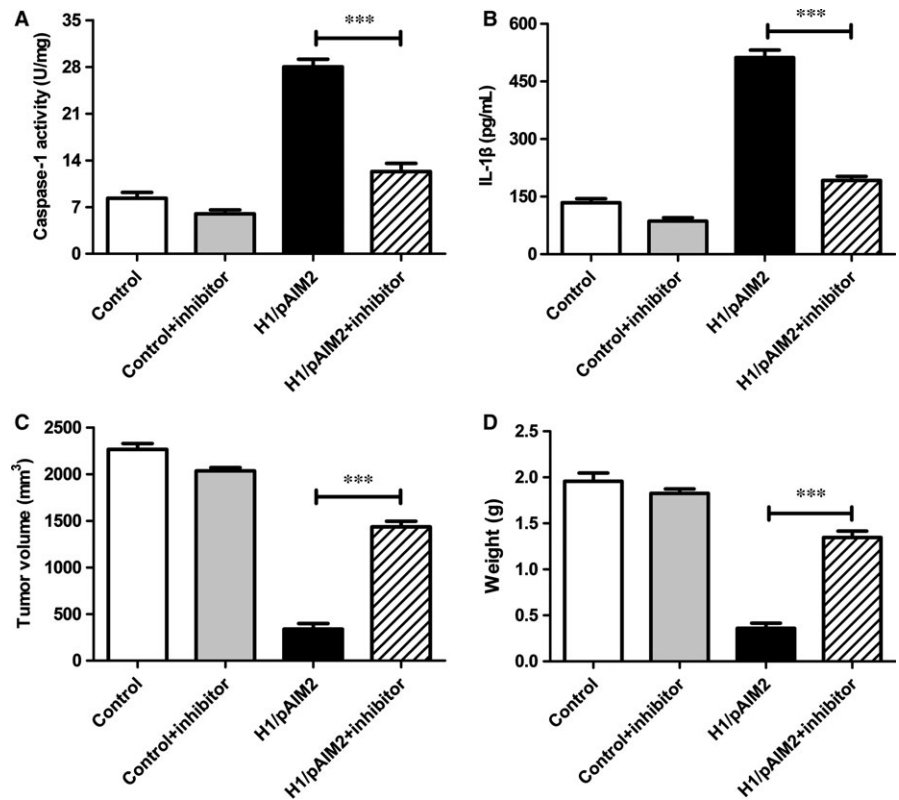 A
Caspase-1 activity (U/mg)
35
28
21
14
7
0
***
Control
Control+inhibitor
H1/pAIM2
H1/pAIM2+inhibitor
B
IL-1β (pg/mL)
600
450
300
150
0
***
Control
Control+inhibitor
H1/pAIM2
H1/pAIM2+inhibitor
C
Tumor volume (mm³)
2500
2000
1500
1000
500
0
***
Control
Control+inhibitor
H1/pAIM2
H1/pAIM2+inhibitor
D
Weight (g)
2.5
2.0
1.5
1.0
0.5
0.0
***
Control
Control+inhibitor
H1/pAIM2
H1/pAIM2+inhibitor